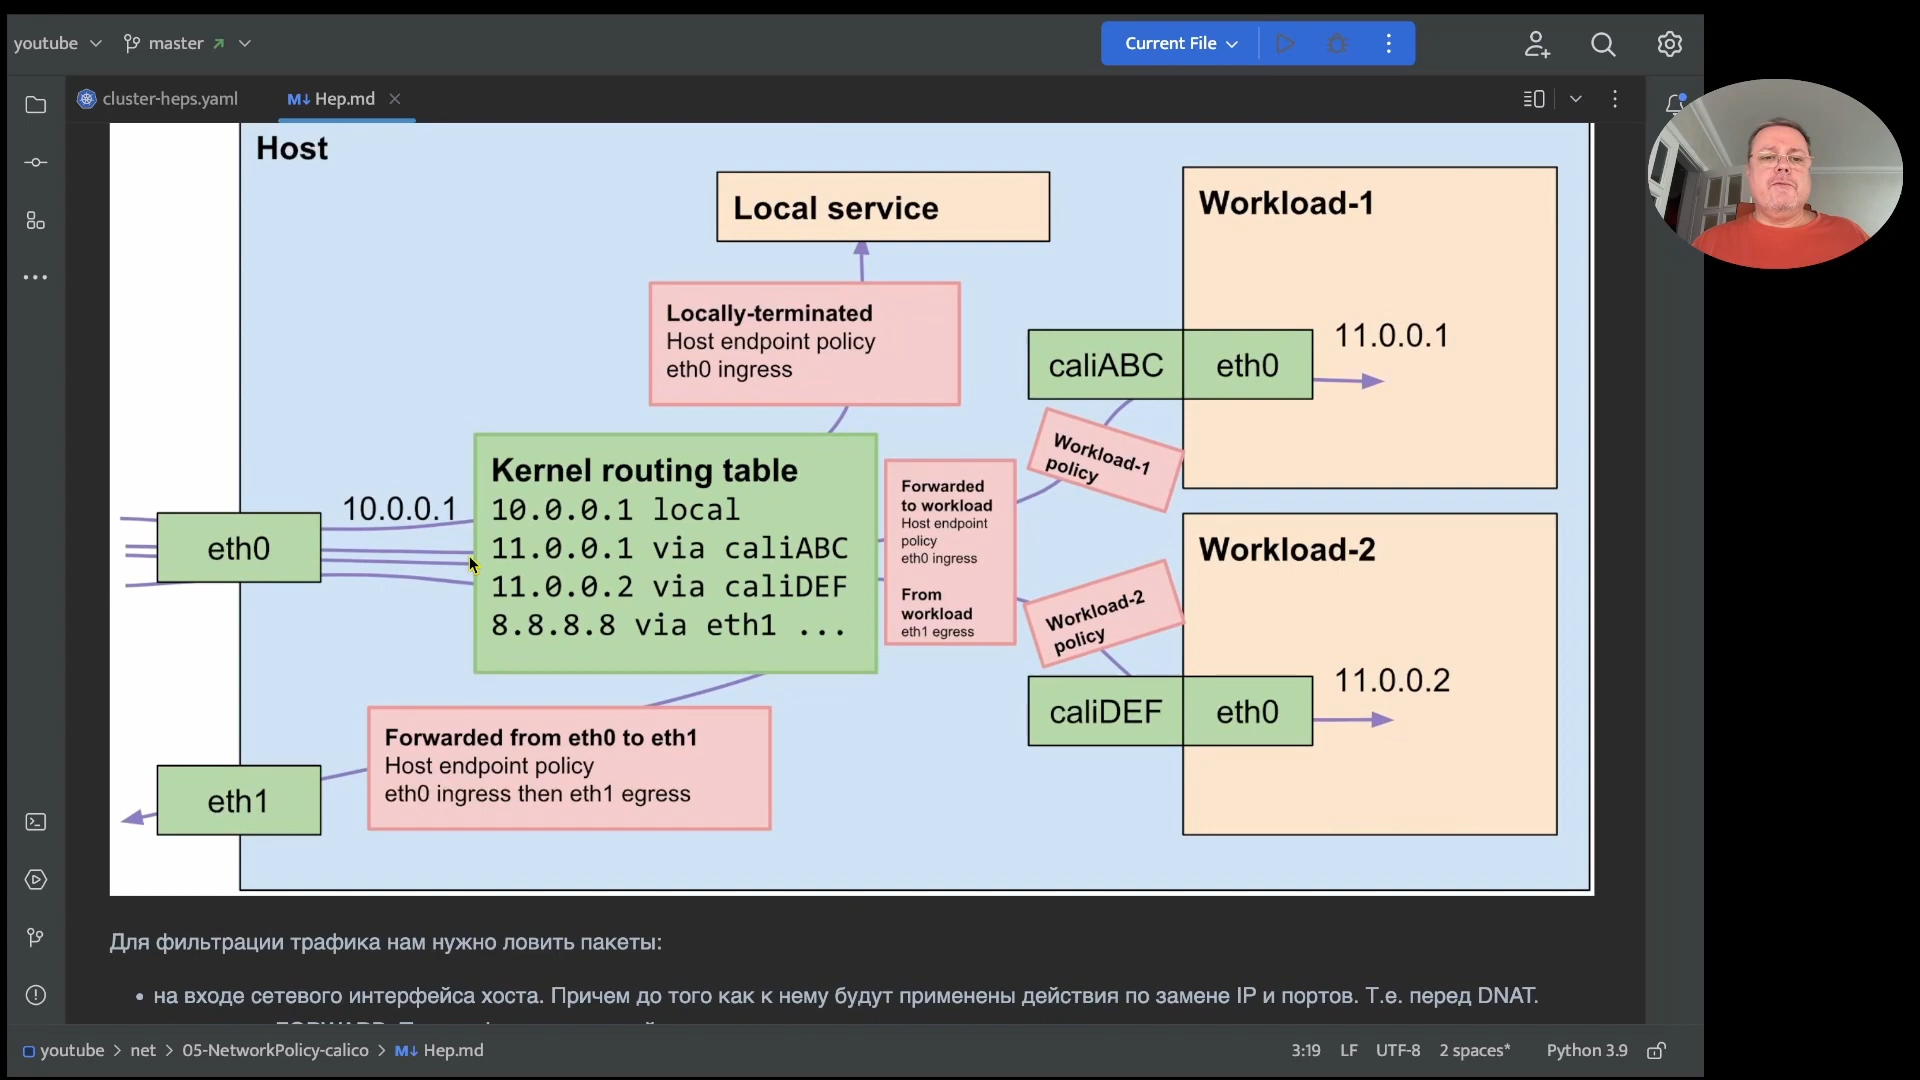 youtube
master
Current File
cluster-heps.yaml
M↓ Hep.md
Host
Local service
Workload-1
Locally-terminated
Host endpoint policy
eth0 ingress
caliABC
eth0
11.0.0.1
Workload-1
policy
Kernel routing table
10.0.0.1 local
11.0.0.1 via caliABC
11.0.0.2 via caliDEF
8.8.8.8 via eth1 ...
10.0.0.1
eth0
Forwarded
to workload
Host endpoint
policy
eth0 ingress
From
workload
eth1 egress
Workload-2
Workload-2
policy
caliDEF
eth0
11.0.0.2
Forwarded from eth0 to eth1
Host endpoint policy
eth0 ingress then eth1 egress
eth1
Для фильтрации трафика нам нужно ловить пакеты:
• на входе сетевого интерфейса хоста. Причем до того как к нему будут применены действия по замене IP и портов. Т.е. перед DNAT.
youtube > net > 05-NetworkPolicy-calico > M↓ Hep.md
3:19 LF UTF-8 2 spaces* Python 3.9